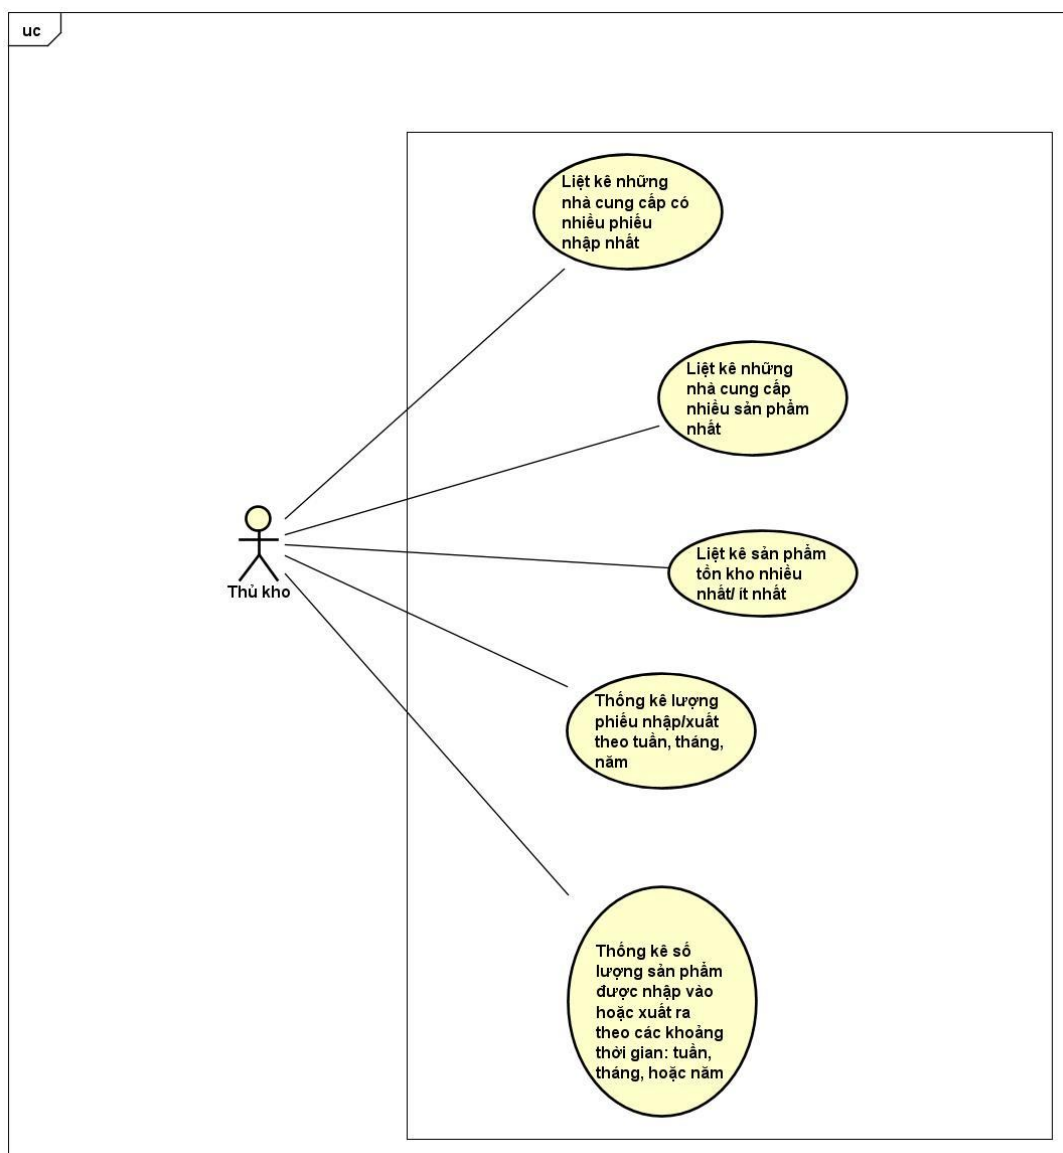 uc
Liệt kê những
nhà cung cấp có
nhiều phiếu
nhập nhất
Liệt kê những
nhà cung cấp
nhiều sản phẩm
nhất
Thủ kho
Liệt kê sản phẩm
tồn kho nhiều
nhất/ ít nhất
Thống kê lượng
phiếu nhập/xuất
theo tuần, tháng,
năm
Thống kê số
lượng sản phẩm
được nhập vào
hoặc xuất ra
theo các khoảng
thời gian: tuần,
tháng, hoặc năm